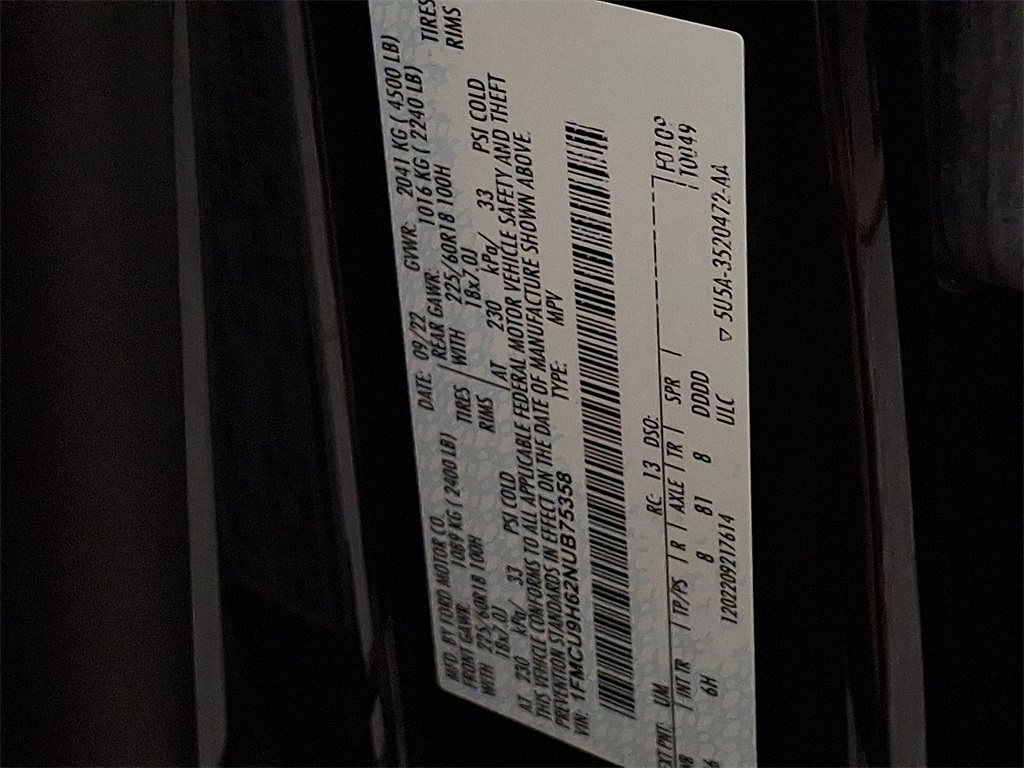 MFD. BY FORD MOTOR CO. DATE: 09/22 GVWR: 2041 KG ( 4500 LB)
FRONT GAWR: 1089 KG ( 2400 LB) REAR GAWR: 1016 KG ( 2240 LB)
WITH 225/60R18 100H TIRES WITH 225/60R18 100H TIRES
18x7.0J RIMS 18x7.0J RIMS
AT 230 kPa/ 33 PSI COLD AT 230 kPa/ 33 PSI COLD
THIS VEHICLE CONFORMS TO ALL APPLICABLE FEDERAL MOTOR VEHICLE SAFETY AND THEFT
PREVENTION STANDARDS IN EFFECT ON THE DATE OF MANUFACTURE SHOWN ABOVE.
VIN: 1FMCU9H62NUB75358 TYPE: MPV
EXT PNT: UM RC: 13 DSO: F010
INT TR TP/PS R AXLE TR SPR T0049
6H 8 81 8 DDDD
1202209217614 ULC ▽ 5U5A-3520472-AA